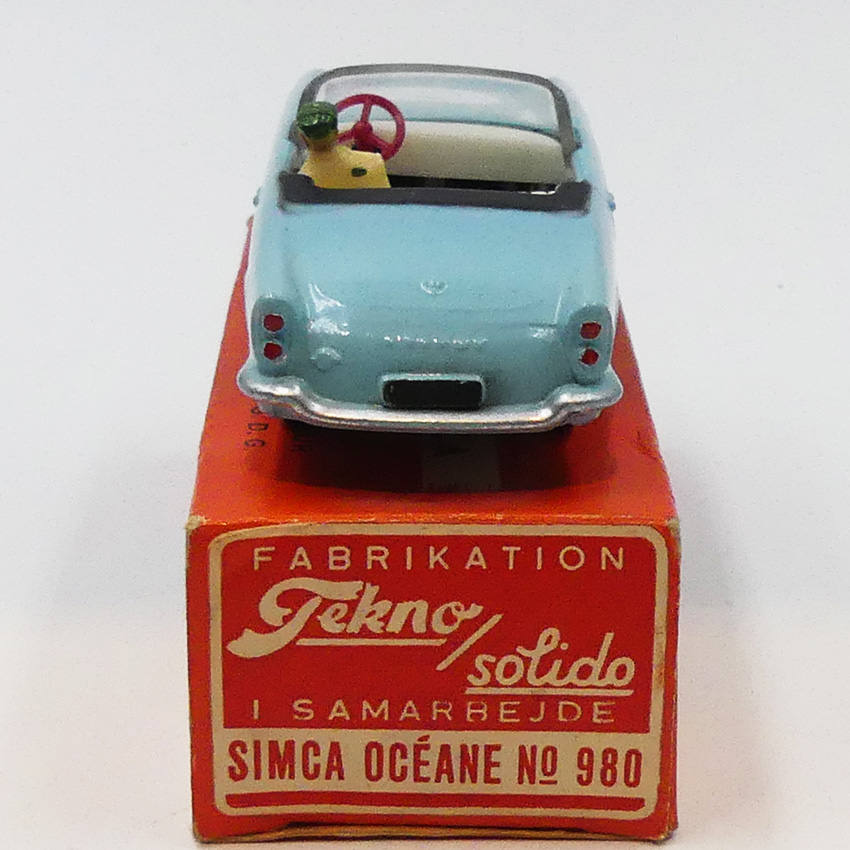 FABRIKATION
Tekno/
solido
I SAMARBEJDE
SIMCA OCÉANE Nº 980